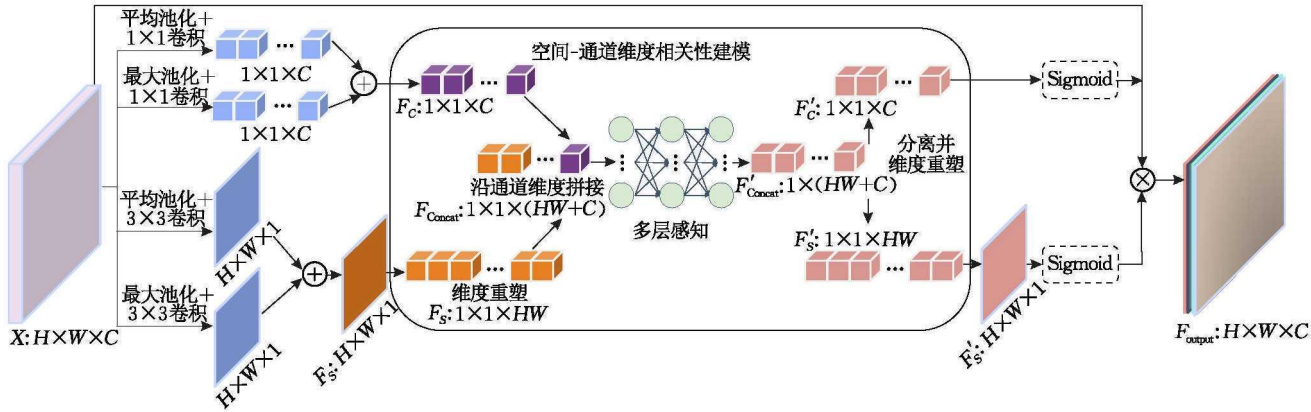 平均池化+
1×1卷积
1×1×C
最大池化+
1×1卷积
1×1×C
平均池化+
3×3卷积
H×W×1
最大池化+
3×3卷积
H×W×1
X: H×W×C
F_S: H×W×1
空间-通道维度相关性建模
F_C: 1×1×C
沿通道维度拼接
F_Concat: 1×1×(HW+C)
维度重塑
F_S: 1×1×HW
多层感知
F'_Concat: 1×(HW+C)
F'_C: 1×1×C
分离并
维度重塑
F'_S: 1×1×HW
F'_S: H×W×1
Sigmoid
Sigmoid
F_output: H×W×C